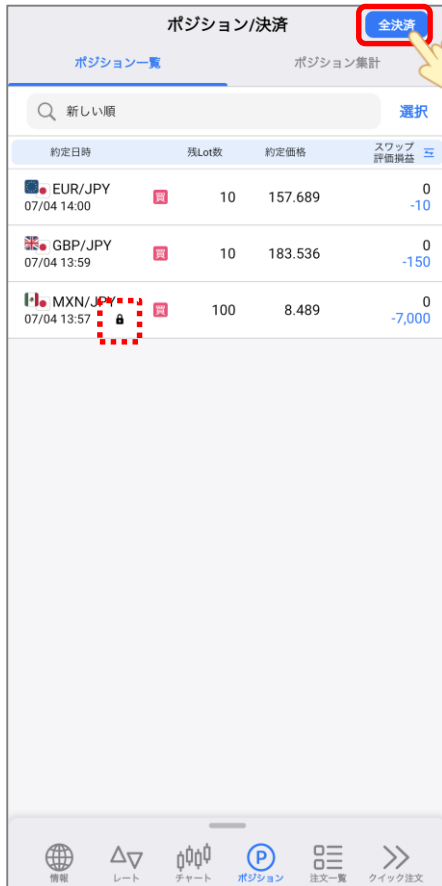 ポジション/決済
全決済
ポジション一覧
ポジション集計
新しい順
選択
約定日時 残Lot数 約定価格 スワップ
評価損益
EUR/JPY 買 10 157.689 0
07/04 14:00 -10
GBP/JPY 買 10 183.536 0
07/04 13:59 -150
MXN/JPY 買 100 8.489 0
07/04 13:57 -7,000
P
情報 レート チャート ポジション 注文一覧 クイック注文